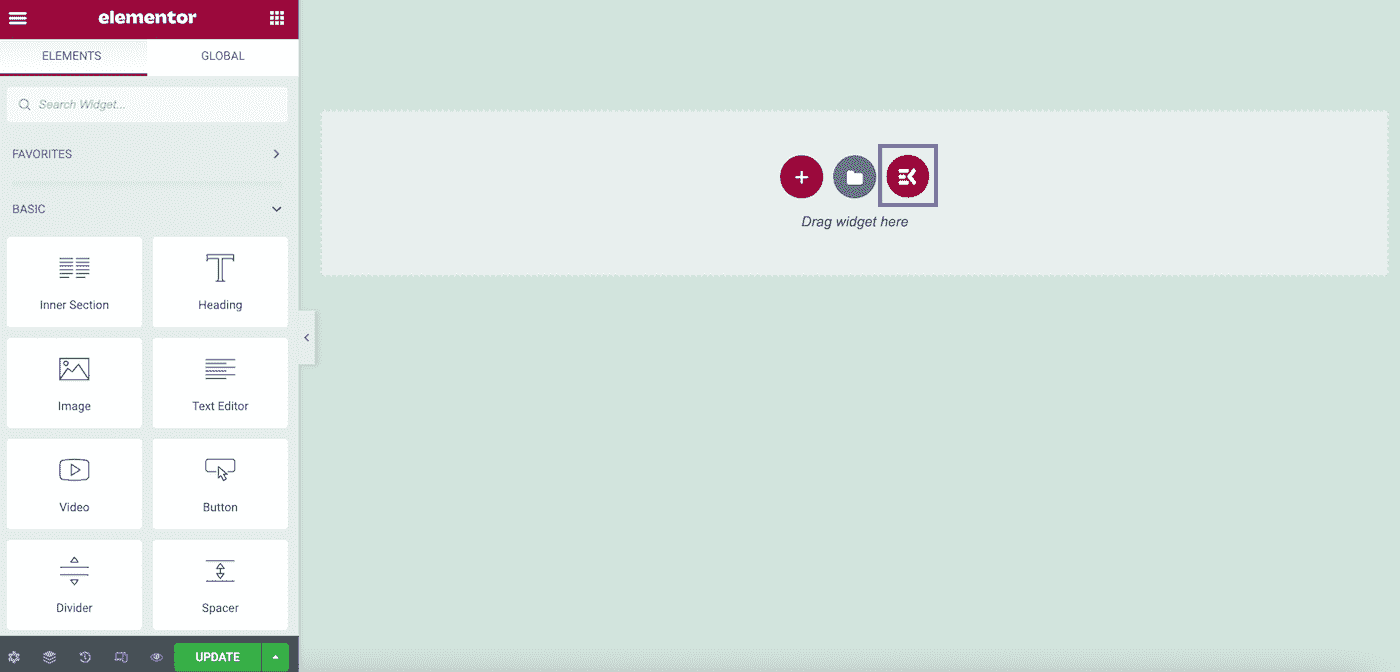 elementor
ELEMENTS
GLOBAL
Search Widget...
FAVORITES
BASIC
Inner Section
Heading
Image
Text Editor
Video
Button
Divider
Spacer
UPDATE
Drag widget here